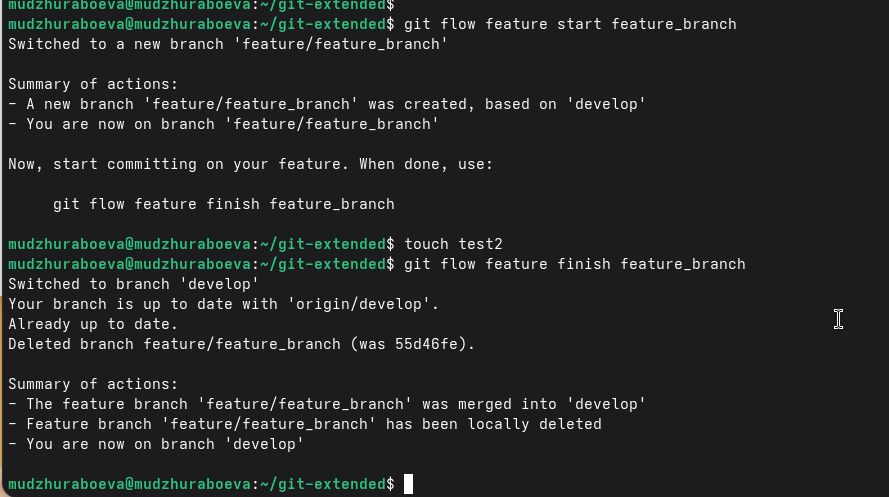 mudzhuraboeva@mudzhuraboeva:~/git-extended$
mudzhuraboeva@mudzhuraboeva:~/git-extended$ git flow feature start feature_branch
Switched to a new branch 'feature/feature_branch'
Summary of actions:
- A new branch 'feature/feature_branch' was created, based on 'develop'
- You are now on branch 'feature/feature_branch'
Now, start committing on your feature. When done, use:
git flow feature finish feature_branch
mudzhuraboeva@mudzhuraboeva:~/git-extended$ touch test2
mudzhuraboeva@mudzhuraboeva:~/git-extended$ git flow feature finish feature_branch
Switched to branch 'develop'
Your branch is up to date with 'origin/develop'.
Already up to date.
Deleted branch feature/feature_branch (was 55d46fe).
Summary of actions:
- The feature branch 'feature/feature_branch' was merged into 'develop'
- Feature branch 'feature/feature_branch' has been locally deleted
- You are now on branch 'develop'
mudzhuraboeva@mudzhuraboeva:~/git-extended$